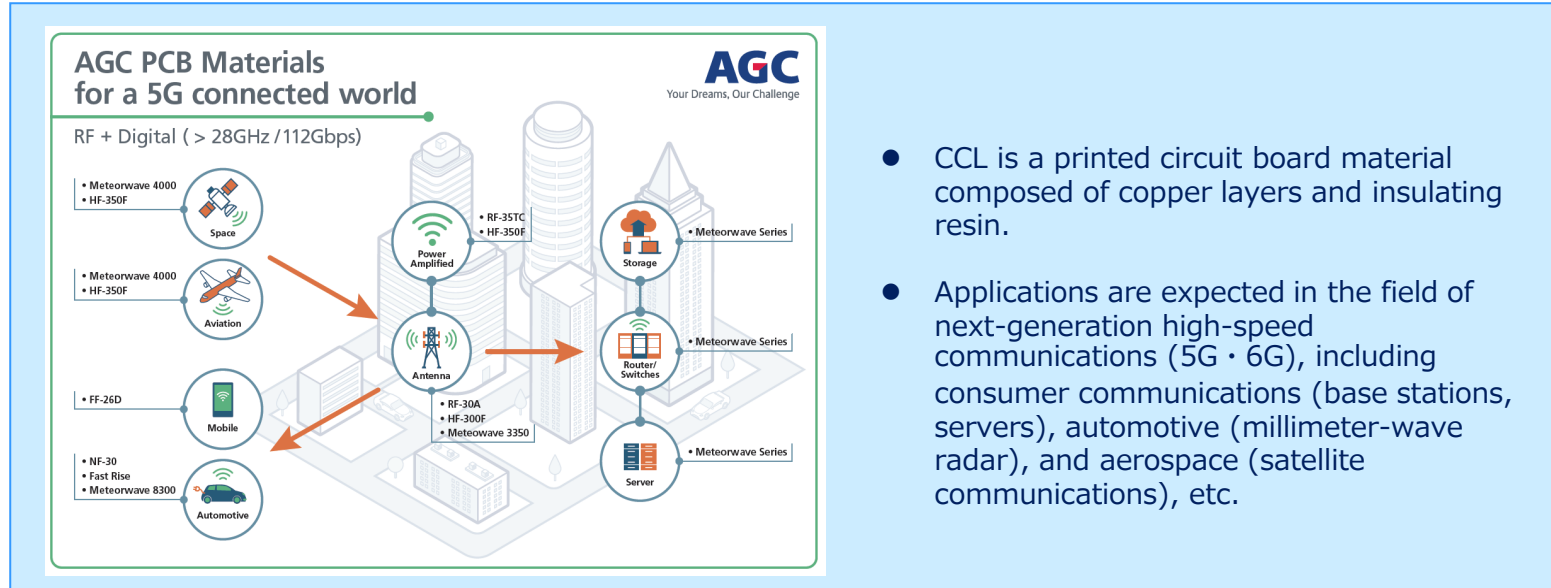 AGC PCB Materials
for a 5G connected world
AGC
Your Dreams, Our Challenge
RF + Digital ( > 28GHz /112Gbps)
• Meteorwave 4000
• HF-350F
Space
• Meteorwave 4000
• HF-350F
Aviation
• FF-26D
Mobile
• NF-30
• Fast Rise
• Meteorwave 8300
Automotive
• RF-35TC
• HF-350F
Power
Amplified
Antenna
• RF-30A
• HF-300F
• Meteowave 3350
• Meteorwave Series
Storage
• Meteorwave Series
Router/
Switches
• Meteorwave Series
Server
● CCL is a printed circuit board material
composed of copper layers and insulating
resin.
● Applications are expected in the field of
next-generation high-speed
communications (5G・6G), including
consumer communications (base stations,
servers), automotive (millimeter-wave
radar), and aerospace (satellite
communications), etc.